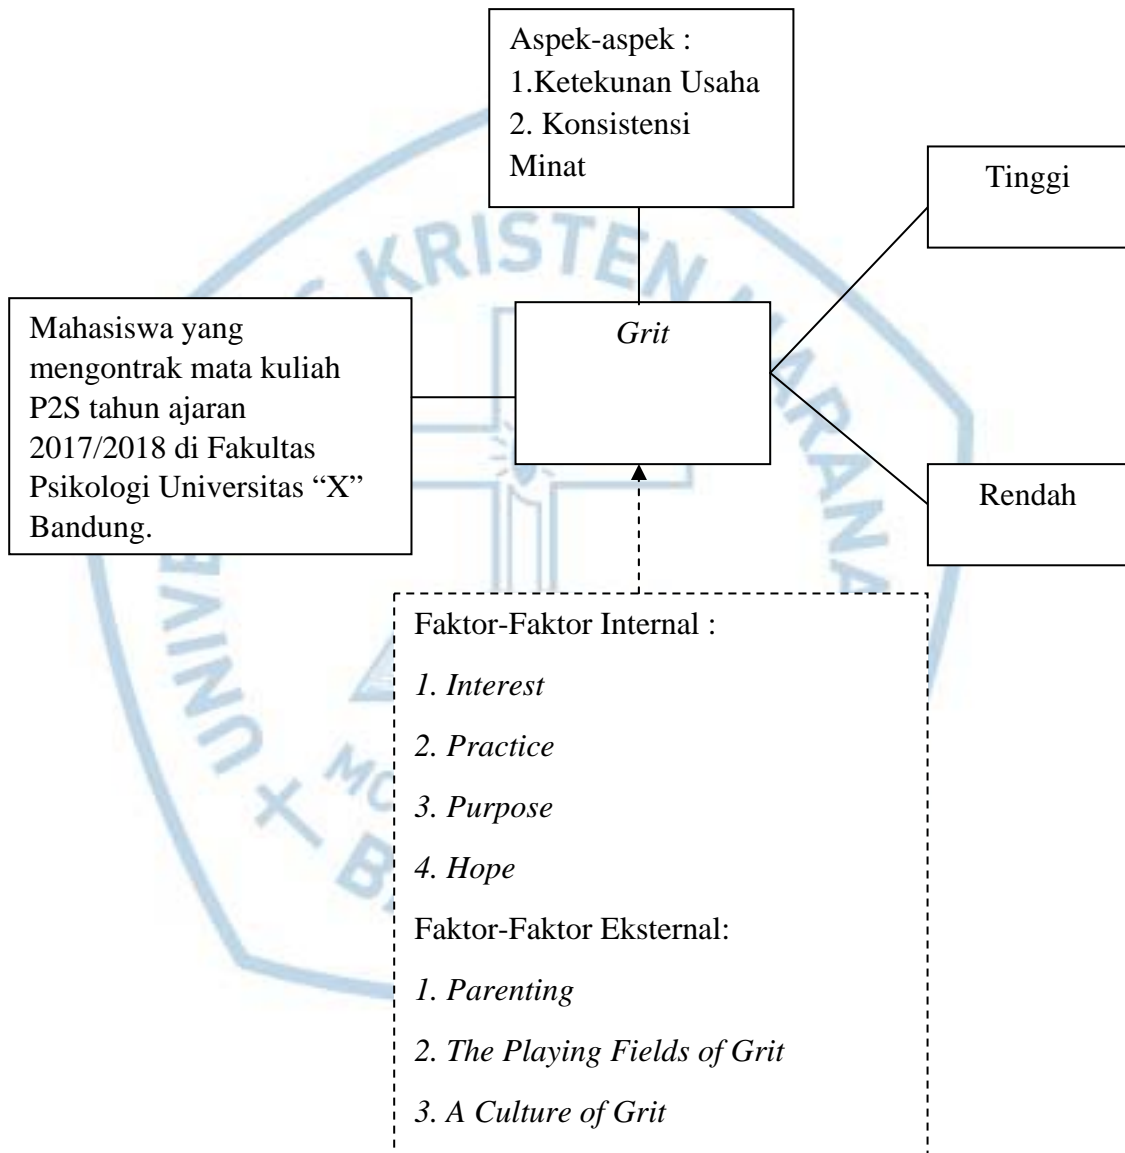 Aspek-aspek :
1.Ketekunan Usaha
2. Konsistensi
Minat
Tinggi
Grit
Mahasiswa yang
mengontrak mata kuliah
P2S tahun ajaran
2017/2018 di Fakultas
Psikologi Universitas “X”
Bandung.
Rendah
Faktor-Faktor Internal :
1. Interest
2. Practice
3. Purpose
4. Hope
Faktor-Faktor Eksternal:
1. Parenting
2. The Playing Fields of Grit
3. A Culture of Grit
KRISTEN